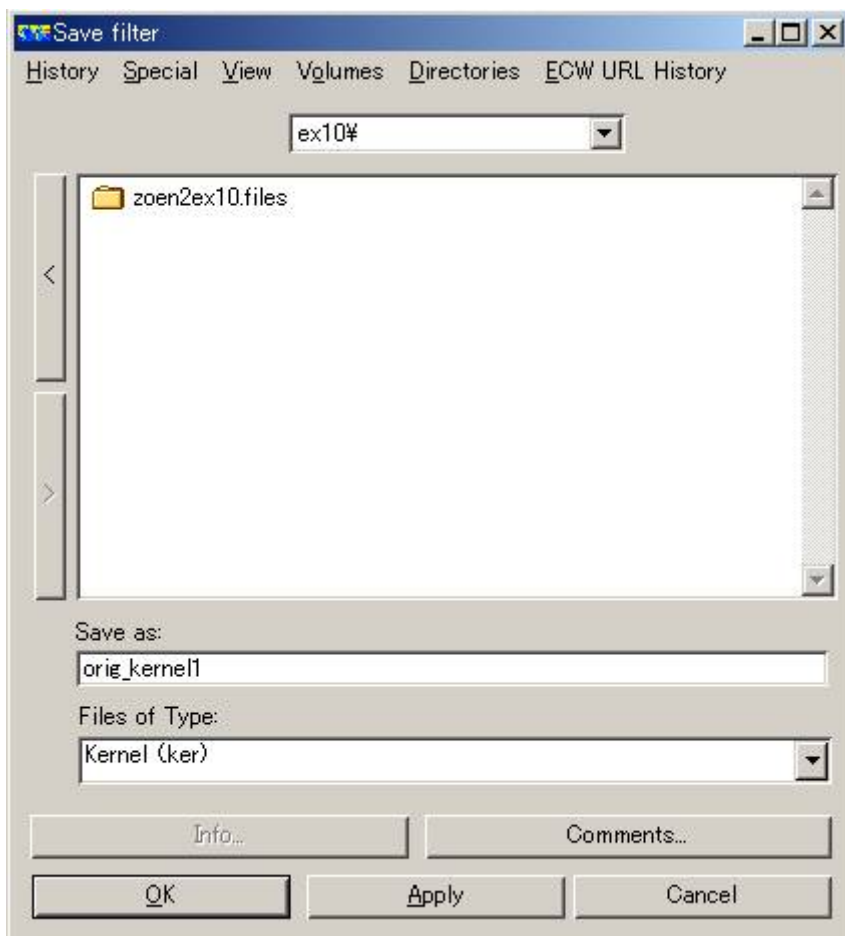 Save filter
History Special View Volumes Directories ECW URL History
ex10¥
zoen2ex10.files
<
>
Save as:
orig_kernel1
Files of Type:
Kernel (ker)
Info... Comments...
OK Apply Cancel